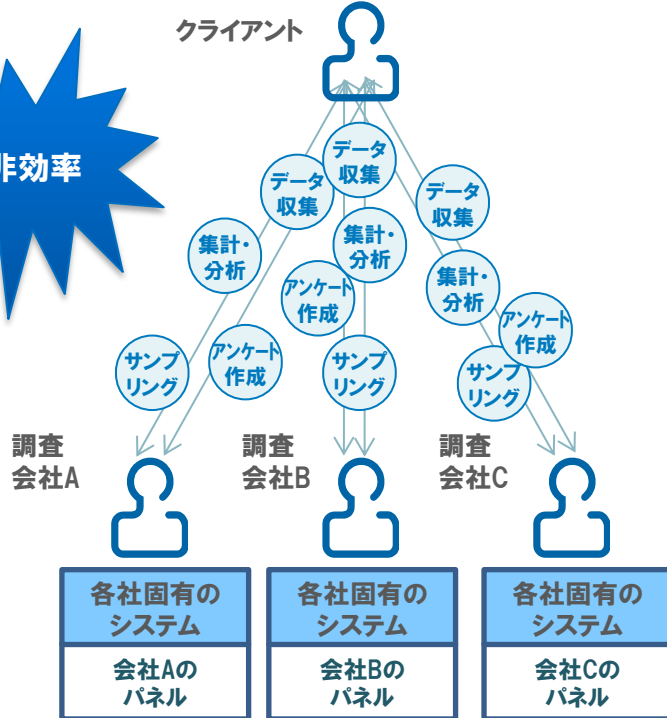 クライアント
非効率
データ
収集
データ
収集
データ
収集
集計・
分析
集計・
分析
集計・
分析
アンケート
作成
アンケート
作成
アンケート
作成
サンプ
リング
サンプ
リング
サンプ
リング
調査
会社A
調査
会社B
調査
会社C
各社固有の
システム
各社固有の
システム
各社固有の
システム
会社Aの
パネル
会社Bの
パネル
会社Cの
パネル